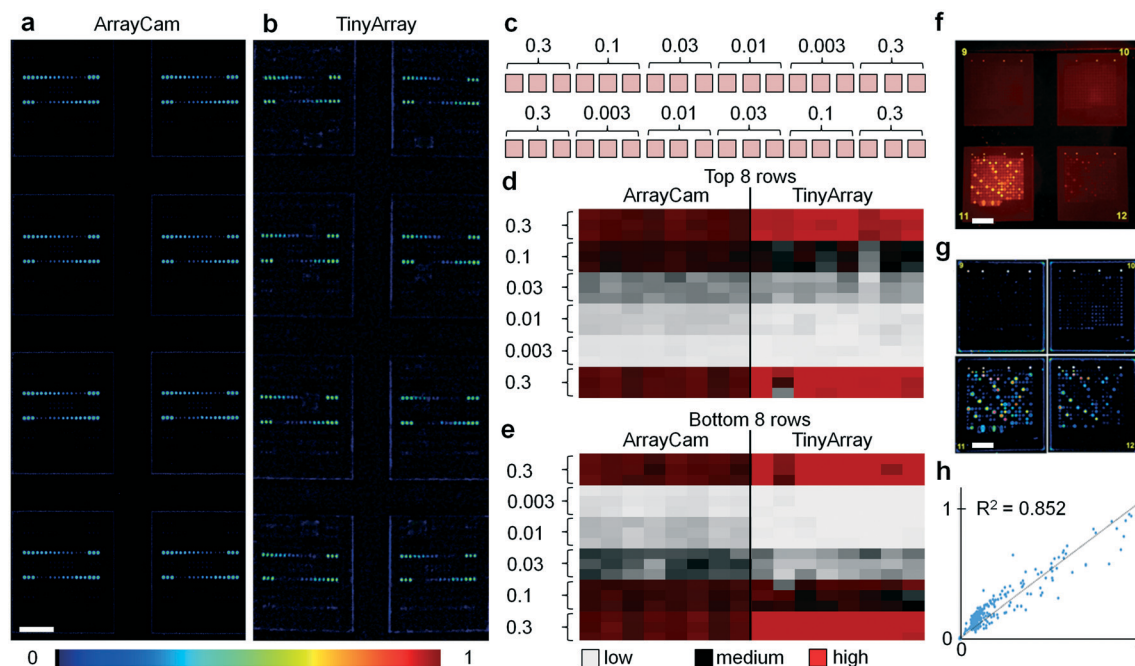 a
ArrayCam
b
TinyArray
0 1
c
0.3 0.1 0.03 0.01 0.003 0.3
0.3 0.003 0.01 0.03 0.1 0.3
d
Top 8 rows
ArrayCam TinyArray
0.3
0.1
0.03
0.01
0.003
0.3
e
Bottom 8 rows
ArrayCam TinyArray
0.3
0.003
0.01
0.03
0.1
0.3
low medium high
f
9 10
11 12
g
9 10
11 12
h
1
R² = 0.852
0
0